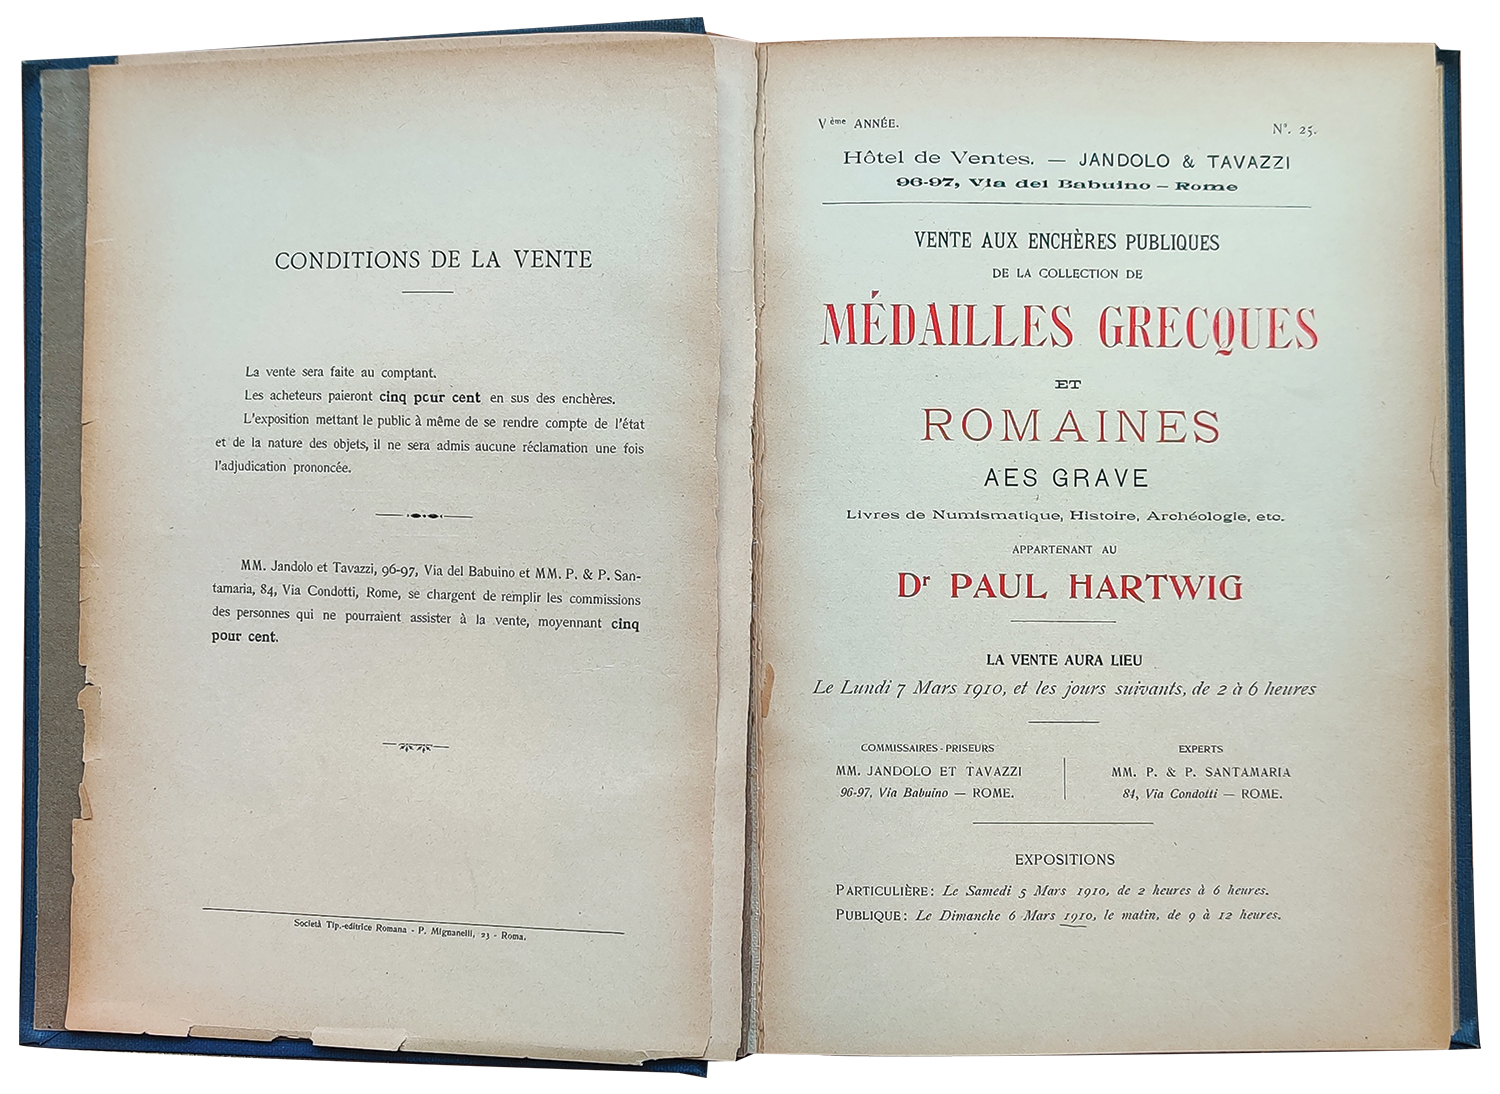 CONDITIONS DE LA VENTE
La vente sera faite au comptant.
Les acheteurs paieront cinq pour cent en sus des enchères.
L'exposition mettant le public à même de se rendre compte de l'état
et de la nature des objets, il ne sera admis aucune réclamation une fois
l'adjudication prononcée.
MM. Jandolo et Tavazzi, 96-97, Via del Babuino et MM. P. & P. San-
tamaria, 84, Via Condotti, Rome, se chargent de remplir les commissions
des personnes qui ne pourraient assister à la vente, moyennant cinq
pour cent.
Società Tip.-editrice Romana - P. Mignanelli, 23 - Roma.
Vème ANNÉE.
N°. 25.
Hôtel de Ventes. — JANDOLO & TAVAZZI
96-97, Via del Babuino — Rome
VENTE AUX ENCHÈRES PUBLIQUES
DE LA COLLECTION DE
MÉDAILLES GRECQUES
ET
ROMAINES
AES GRAVE
Livres de Numismatique, Histoire, Archéologie, etc.
APPARTENANT AU
Dr PAUL HARTWIG
LA VENTE AURA LIEU
Le Lundi 7 Mars 1910, et les jours suivants, de 2 à 6 heures
COMMISSAIRES-PRISEURS
MM. JANDOLO ET TAVAZZI
96-97, Via Babuino — ROME.
EXPERTS
MM. P. & P. SANTAMARIA
84, Via Condotti — ROME.
EXPOSITIONS
PARTICULIÈRE: Le Samedi 5 Mars 1910, de 2 heures à 6 heures.
PUBLIQUE: Le Dimanche 6 Mars 1910, le matin, de 9 à 12 heures.